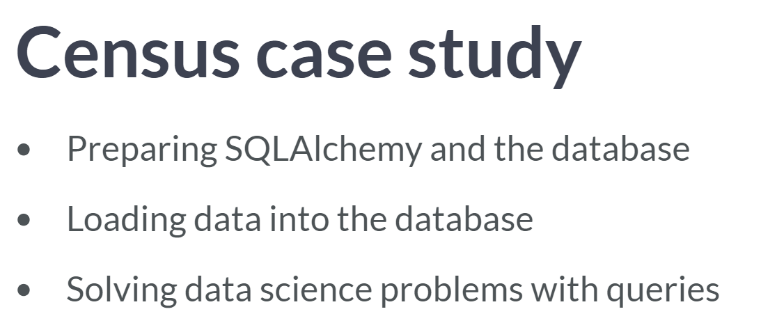 Census case study
• Preparing SQLAlchemy and the database
• Loading data into the database
• Solving data science problems with queries